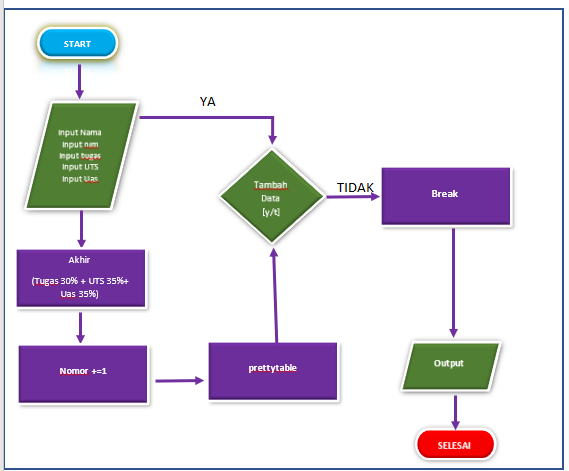 START
YA
Input Nama
Input nim
Input tugas
Input UTS
Input Uas
Tambah
Data
[y/t]
TIDAK
Break
Akhir
(Tugas 30% + UTS 35%+
Uas 35%)
Nomor +=1
prettytable
Output
SELESAI